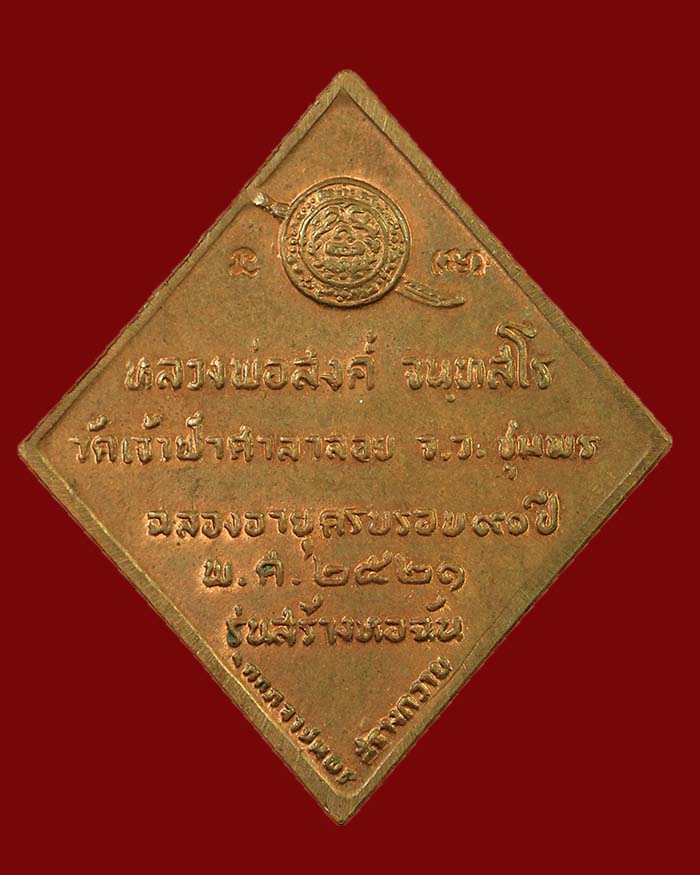 หลวงพ่อสงค์ จนฺทสโร
วัดเจ้าฟ้าศาลาลอย จ.ว. ชุมพร
ฉลองอายุครบรอบ ๙๐ ปี
พ.ศ. ๒๕๒๑
รุ่นสร้างหอฉัน